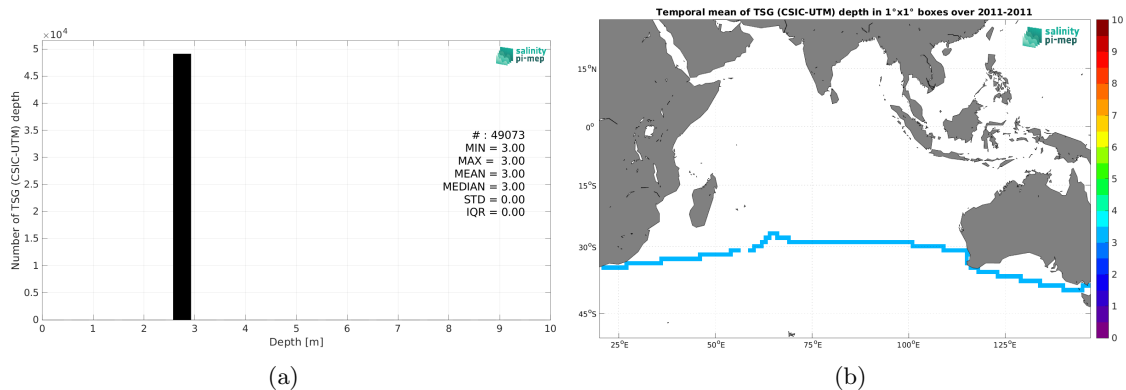 ×10⁴
5
4.5
4
3.5
3
2.5
2
1.5
1
0.5
0
Number of TSG (CSIC-UTM) depth
salinity
pi-mep
# : 49073
MIN = 3.00
MAX = 3.00
MEAN = 3.00
MEDIAN = 3.00
STD = 0.00
IQR = 0.00
0 1 2 3 4 5 6 7 8 9 10
Depth [m]
(a)
Temporal mean of TSG (CSIC-UTM) depth in 1°x1° boxes over 2011-2011
salinity
pi-mep
15°N
0°
15°S
30°S
45°S
25°E 50°E 75°E 100°E 125°E
10
9
8
7
6
5
4
3
2
1
0
(b)